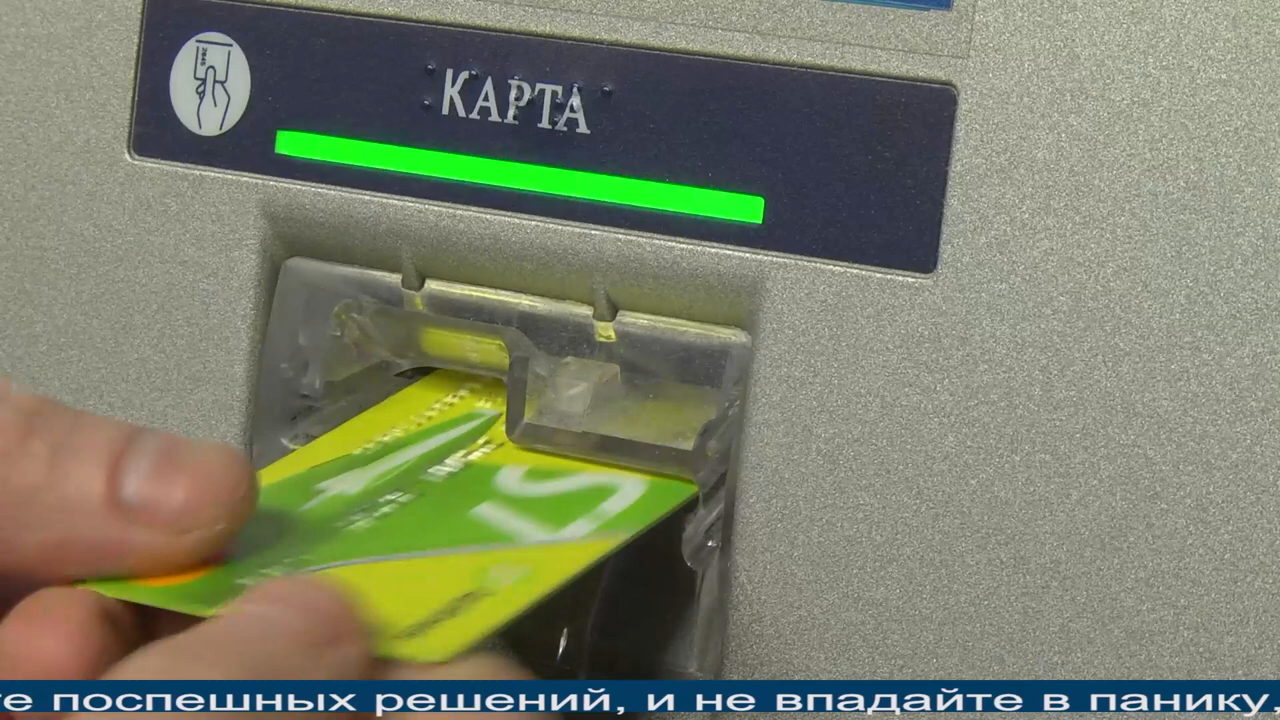 КАРТА
те поспешных решений, и не впадайте в панику,